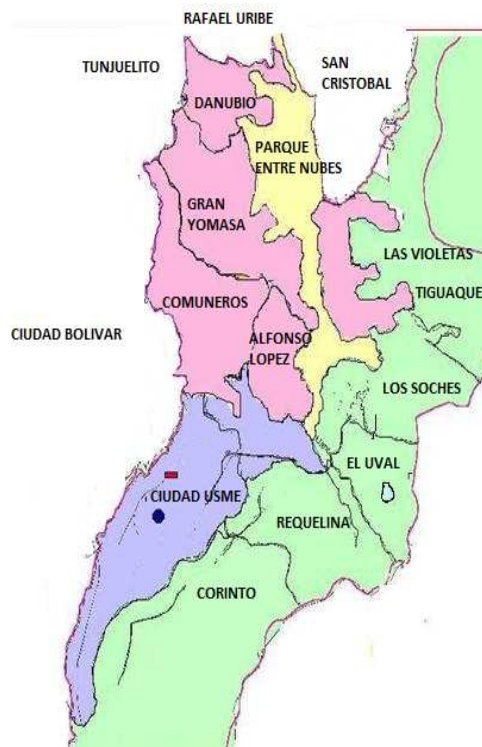 RAFAEL URIBE
TUNJUELITO
SAN
CRISTOBAL
DANUBIO
PARQUE
ENTRE NUBES
GRAN
YOMASA
LAS VIOLETAS
TIGUAQUE
COMUNEROS
CIUDAD BOLIVAR
ALFONSO
LOPEZ
LOS SOCHES
EL UVAL
CIUDAD USME
REQUELINA
CORINTO